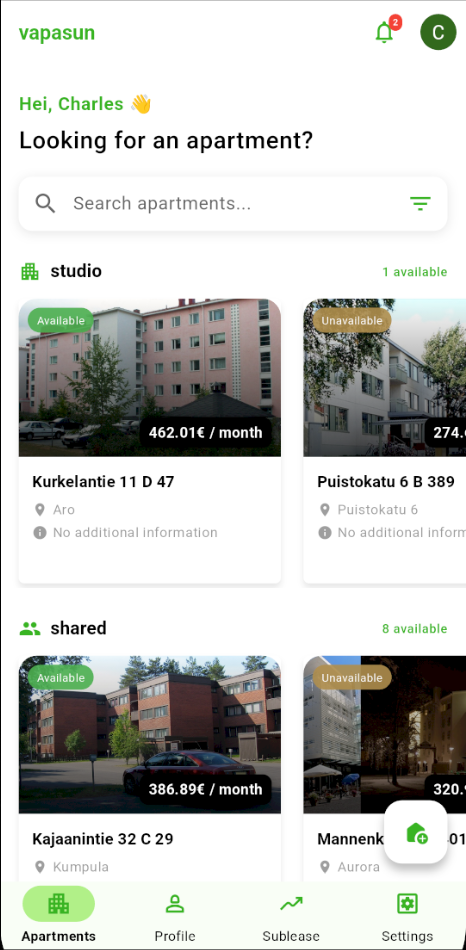 vapasun
2
C
Hei, Charles 👋
Looking for an apartment?
Search apartments...
studio
1 available
Available
462.01€ / month
Kurkelantie 11 D 47
Aro
No additional information
Unavailable
274.
Puistokatu 6 B 389
Puistokatu 6
No additional inform
shared
8 available
Available
386.89€ / month
Kajaanintie 32 C 29
Kumpula
Unavailable
320.
Mannenk 01
Aurora
Apartments
Profile
Sublease
Settings